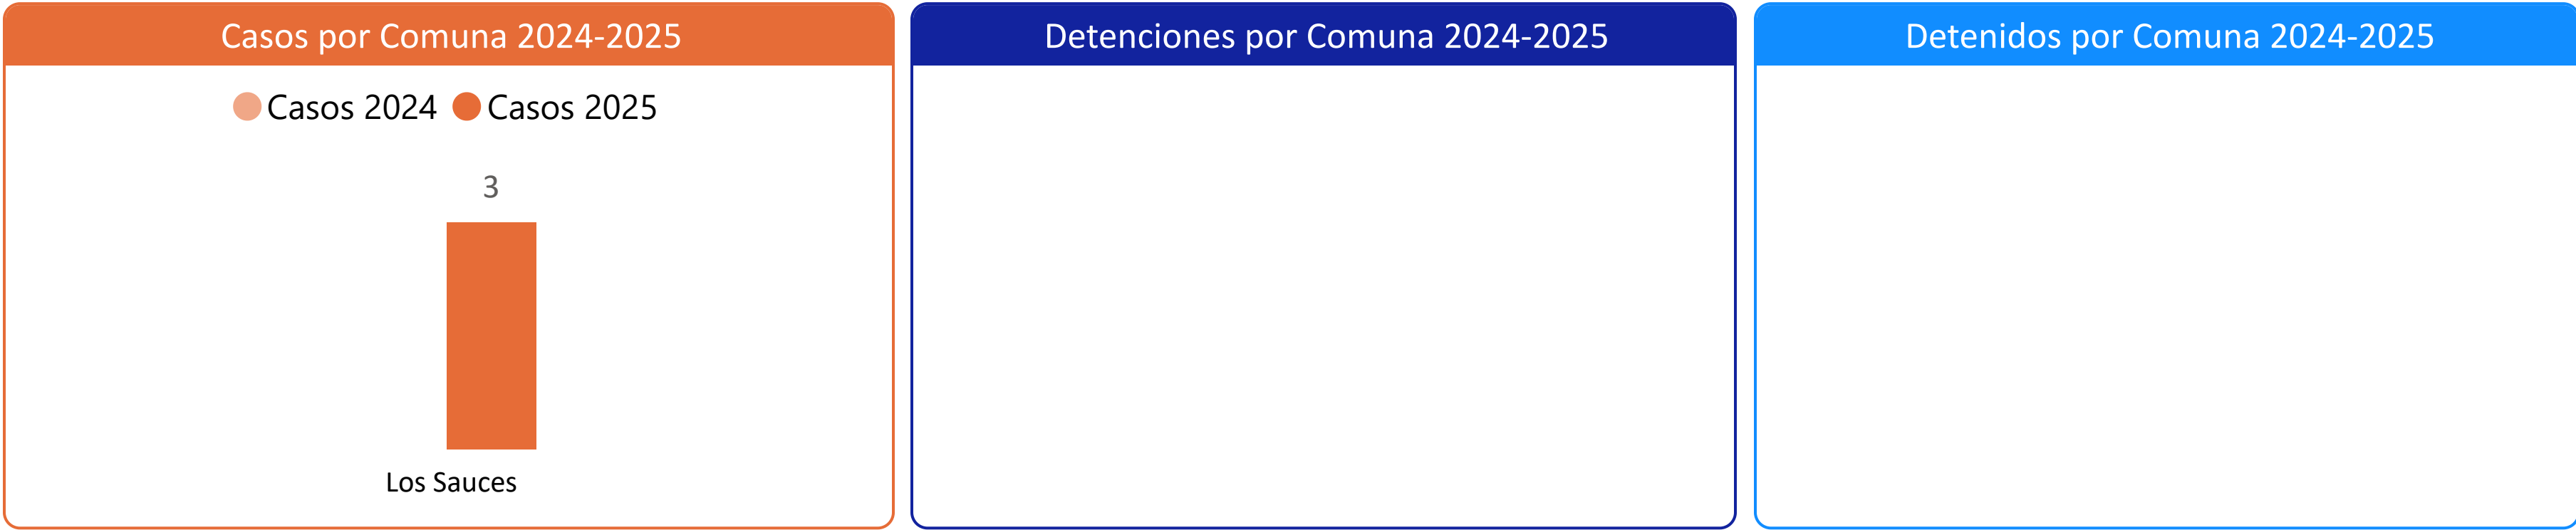 Casos por Comuna 2024-2025
Casos 2024 Casos 2025
3
Los Sauces
Detenciones por Comuna 2024-2025
Detenidos por Comuna 2024-2025